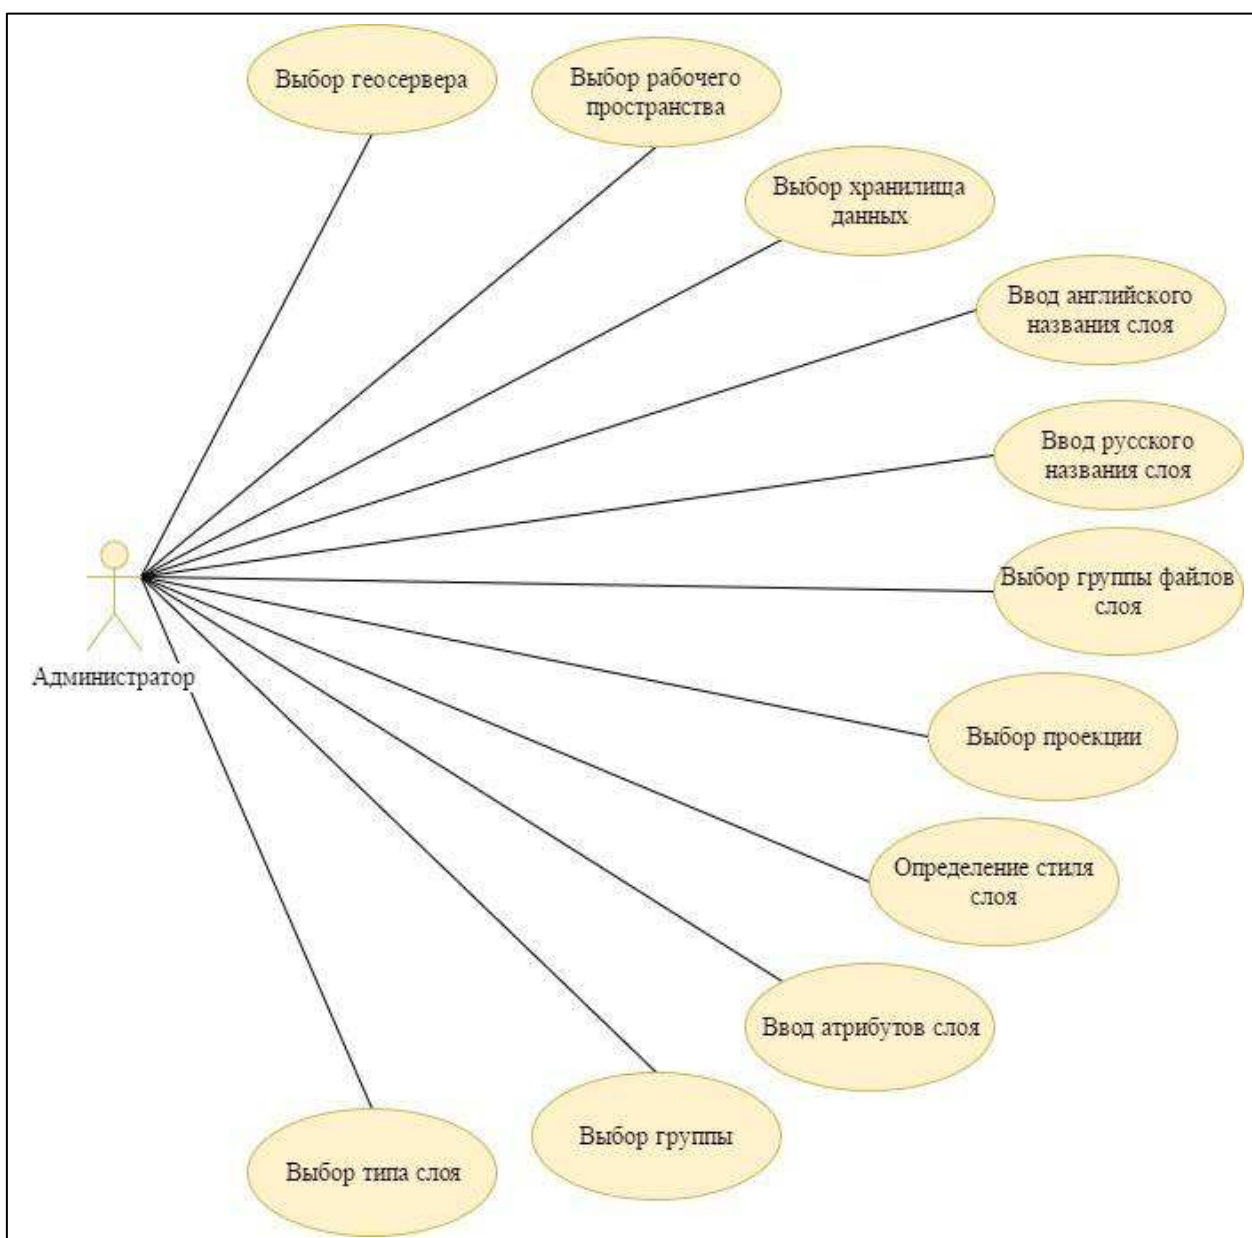 Выбор геосервера
Выбор рабочего
пространства
Выбор хранилища
данных
Ввод английского
названия слоя
Ввод русского
названия слоя
Выбор группы файлов
слоя
Администратор
Выбор проекции
Определение стиля
слоя
Ввод атрибутов слоя
Выбор группы
Выбор типа слоя